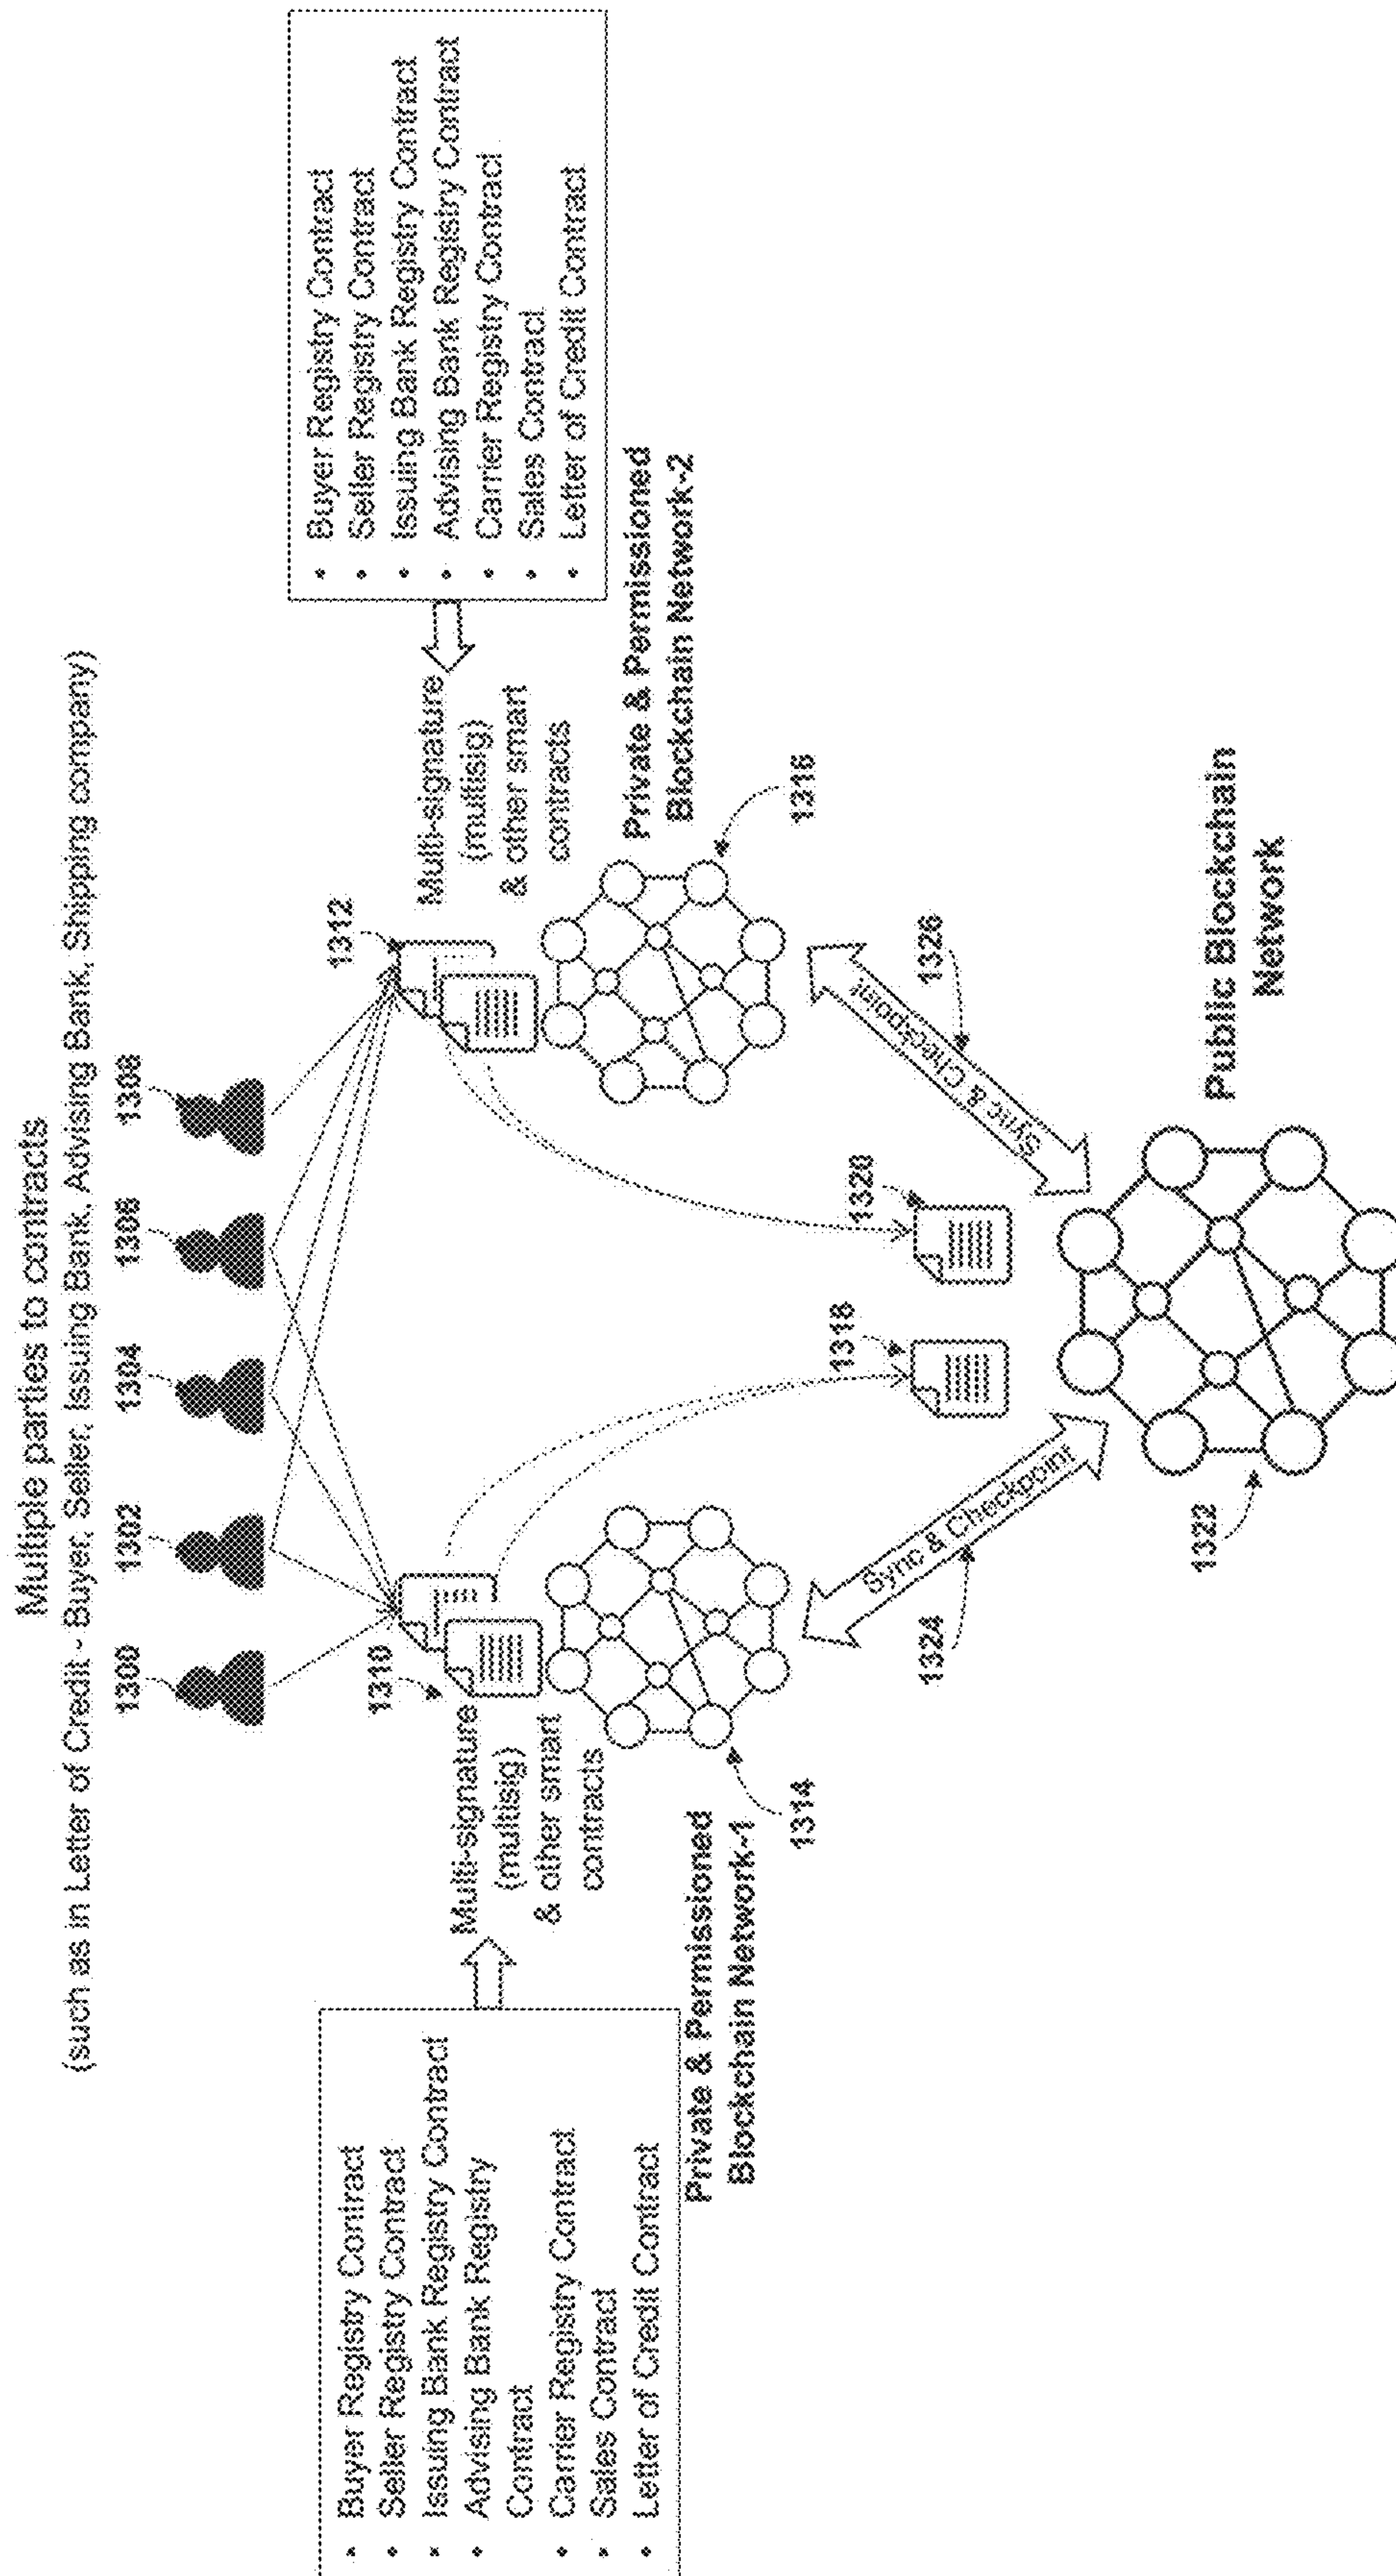 Multiple parties to contracts
(such as in Letter of Credit - Buyer, Seller, Issuing Bank, Advising Bank, Shipping company)
1300
1302
1304
1306
1308
1310
1312
• Buyer Registry Contract
• Seller Registry Contract
• Issuing Bank Registry Contract
• Advising Bank Registry
Contract
• Carrier Registry Contract
• Sales Contract
• Letter of Credit Contract
Multi-signature
(multisig)
& other smart
contracts
Multi-signature
(multisig)
& other smart
contracts
• Buyer Registry Contract
• Seller Registry Contract
• Issuing Bank Registry Contract
• Advising Bank Registry Contract
• Carrier Registry Contract
• Sales Contract
• Letter of Credit Contract
Private & Permissioned
Blockchain Network-1
1314
Private & Permissioned
Blockchain Network-2
1316
1318
1320
Sync & Checkpoint
1324
Sync & Checkpoint
1326
1322
Public Blockchain
Network